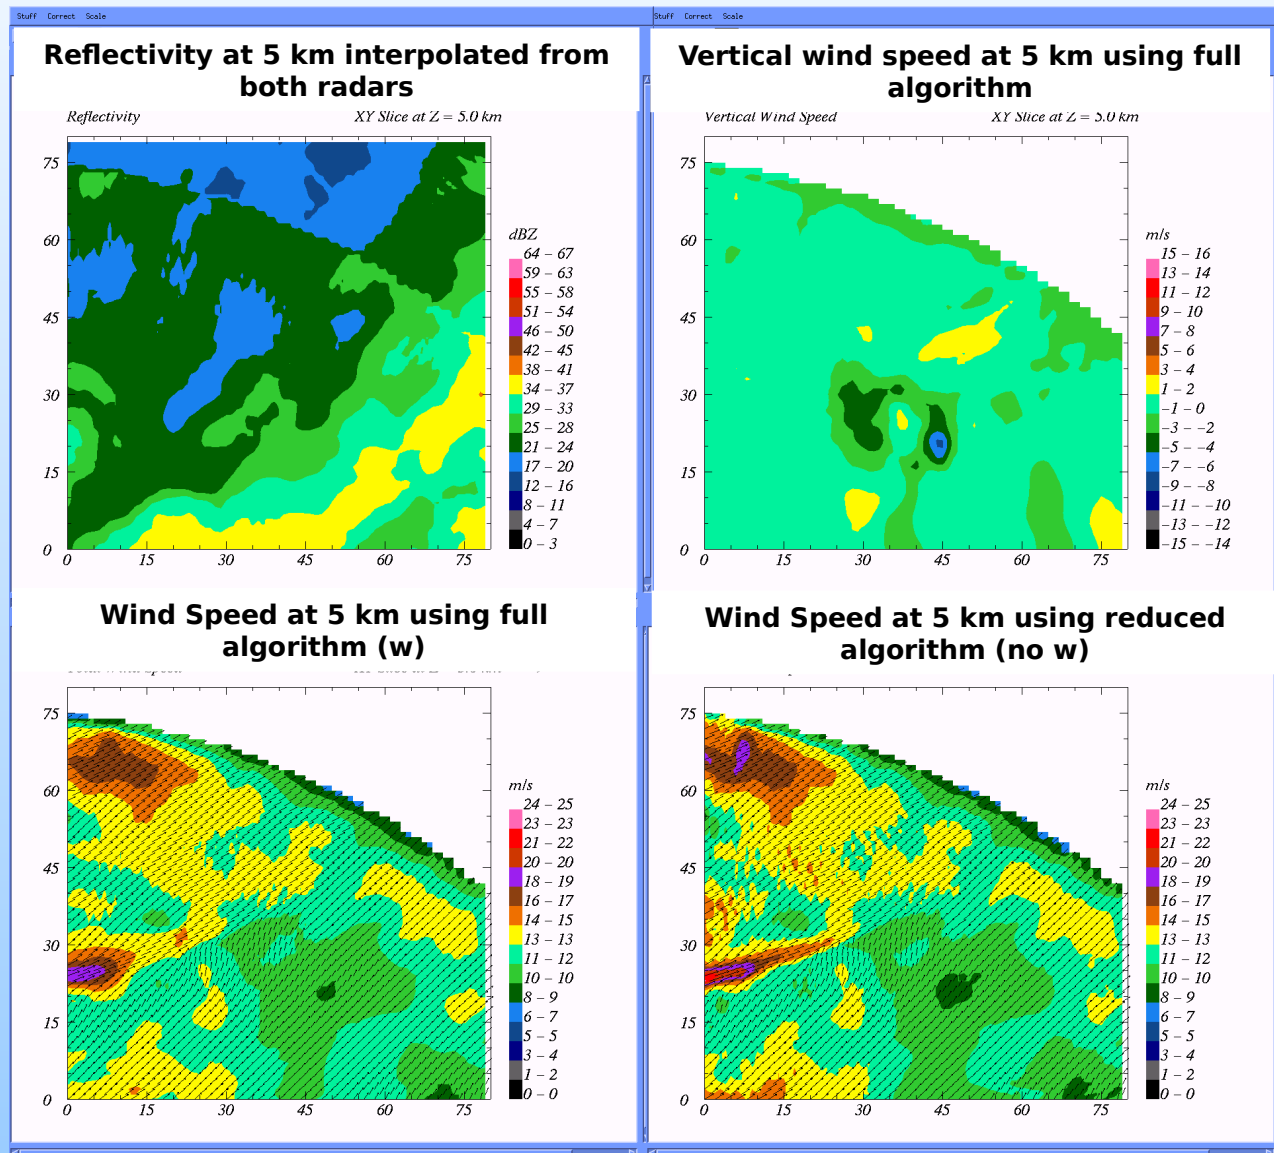 Stuff Correct Scale
Stuff Correct Scale
Reflectivity at 5 km interpolated from
both radars
Reflectivity XY Slice at Z = 5.0 km
75
60
45
30
15
0
0 15 30 45 60 75
dBZ
64 – 67
59 – 63
55 – 58
51 – 54
46 – 50
42 – 45
38 – 41
34 – 37
29 – 33
25 – 28
21 – 24
17 – 20
12 – 16
8 – 11
4 – 7
0 – 3
Vertical wind speed at 5 km using full
algorithm
Vertical Wind Speed XY Slice at Z = 5.0 km
75
60
45
30
15
0
0 15 30 45 60 75
m/s
15 – 16
13 – 14
11 – 12
9 – 10
7 – 8
5 – 6
3 – 4
1 – 2
–1 – 0
–3 – –2
–5 – –4
–7 – –6
–9 – –8
–11 – –10
–13 – –12
–15 – –14
Wind Speed at 5 km using full
algorithm (w)
75
60
45
30
15
0
0 15 30 45 60 75
m/s
24 – 25
23 – 23
21 – 22
20 – 20
18 – 19
16 – 17
14 – 15
13 – 13
11 – 12
10 – 10
8 – 9
6 – 7
5 – 5
3 – 4
1 – 2
0 – 0
Wind Speed at 5 km using reduced
algorithm (no w)
75
60
45
30
15
0
0 15 30 45 60 75
m/s
24 – 25
23 – 23
21 – 22
20 – 20
18 – 19
16 – 17
14 – 15
13 – 13
11 – 12
10 – 10
8 – 9
6 – 7
5 – 5
3 – 4
1 – 2
0 – 0